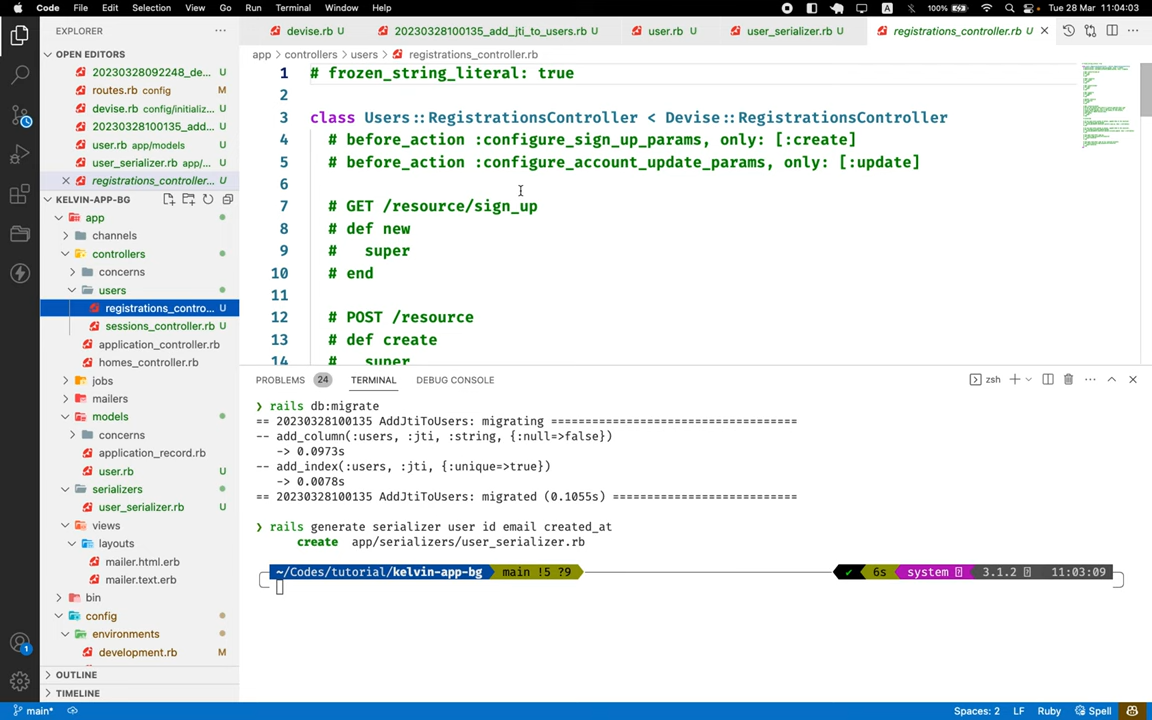 Code File Edit Selection View Go Run Terminal Window Help
A 100% Tue 28 Mar 11:04:03
EXPLORER
OPEN EDITORS
20230328092248_de... U
routes.rb config M
devise.rb config/initializ... U
20230328100135_add... U
user.rb app/models U
user_serializer.rb app/... U
registrations_controller... U
KELVIN-APP-BG
app
channels
controllers
concerns
users
registrations_contro... U
sessions_controller.rb U
application_controller.rb
homes_controller.rb
jobs
mailers
models
concerns
application_record.rb
user.rb U
serializers
user_serializer.rb U
views
layouts
mailer.html.erb
mailer.text.erb
bin
config
environments
development.rb M
OUTLINE
TIMELINE
devise.rb U
20230328100135_add_jti_to_users.rb U
user.rb U
user_serializer.rb U
registrations_controller.rb U
app > controllers > users > registrations_controller.rb
1 # frozen_string_literal: true
2
3 class Users::RegistrationsController < Devise::RegistrationsController
4 # before_action :configure_sign_up_params, only: [:create]
5 # before_action :configure_account_update_params, only: [:update]
6
7 # GET /resource/sign_up
8 # def new
9 # super
10 # end
11
12 # POST /resource
13 # def create
14 # super
PROBLEMS 24 TERMINAL DEBUG CONSOLE
zsh
❯ rails db:migrate
== 20230328100135 AddJtiToUsers: migrating ===================================
-- add_column(:users, :jti, :string, {:null=>false})
-> 0.0973s
-- add_index(:users, :jti, {:unique=>true})
-> 0.0078s
== 20230328100135 AddJtiToUsers: migrated (0.1055s) ==========================
❯ rails generate serializer user id email created_at
create app/serializers/user_serializer.rb
~/Codes/tutorial/kelvin-app-bg main !5 ?9
✔ 6s system 3.1.2 11:03:09
1
main*
Spaces: 2 LF Ruby Spell